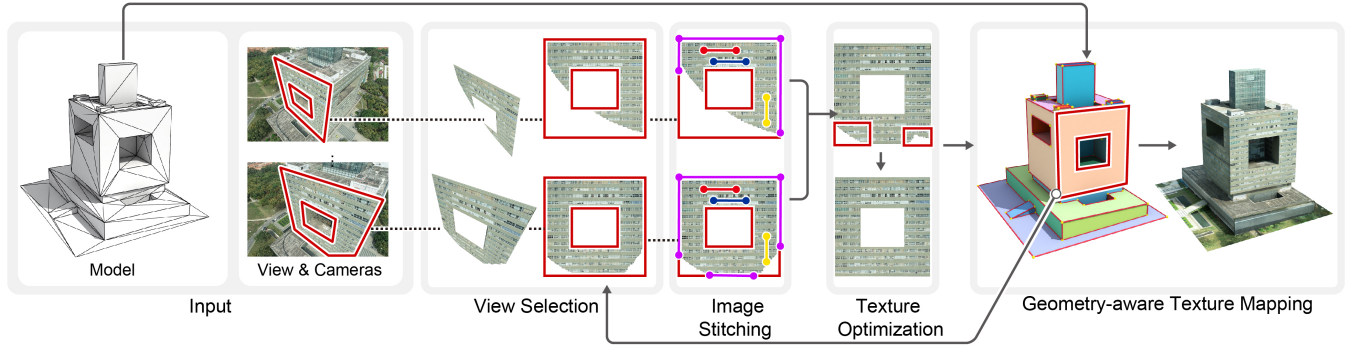 Model
View & Cameras
Input
View Selection
Image
Stitching
Texture
Optimization
Geometry-aware Texture Mapping